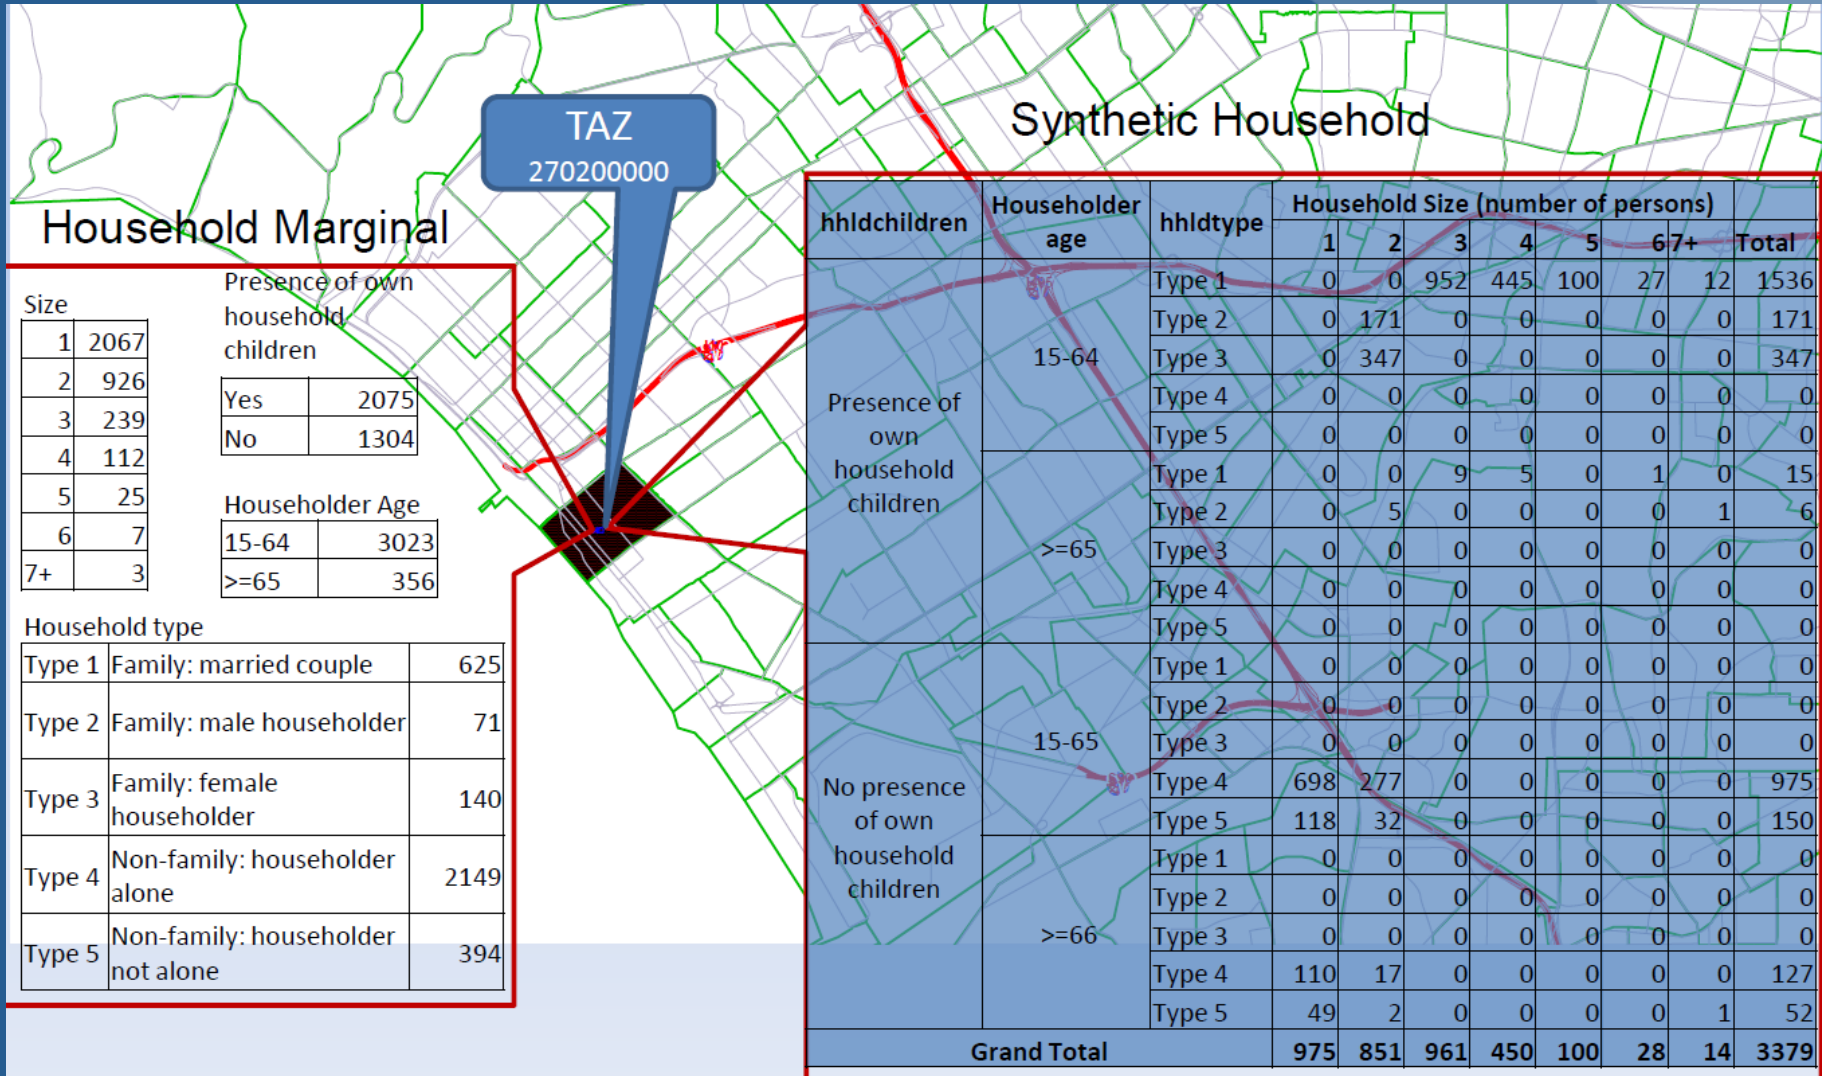 TAZ
270200000
Synthetic Household
Household Marginal
Size
1 2067
2 926
3 239
4 112
5 25
6 7
7+ 3
Presence of own
household
children
Yes 2075
No 1304
Householder Age
15-64 3023
>=65 356
Household type
Type 1 Family: married couple 625
Type 2 Family: male householder 71
Type 3 Family: female
householder 140
Type 4 Non-family: householder
alone 2149
Type 5 Non-family: householder
not alone 394
hhldchildren Householder
age hhldtype Household Size (number of persons)
1 2 3 4 5 6 7+ Total
Presence of
own
household
children
15-64
Type 1 0 0 952 445 100 27 12 1536
Type 2 0 171 0 0 0 0 0 171
Type 3 0 347 0 0 0 0 0 347
Type 4 0 0 0 0 0 0 0 0
Type 5 0 0 0 0 0 0 0 0
>=65
Type 1 0 0 9 5 0 1 0 15
Type 2 0 5 0 0 0 0 1 6
Type 3 0 0 0 0 0 0 0 0
Type 4 0 0 0 0 0 0 0 0
Type 5 0 0 0 0 0 0 0 0
No presence
of own
household
children
15-65
Type 1 0 0 0 0 0 0 0 0
Type 2 0 0 0 0 0 0 0 0
Type 3 0 0 0 0 0 0 0 0
Type 4 698 277 0 0 0 0 0 975
Type 5 118 32 0 0 0 0 0 150
>=66
Type 1 0 0 0 0 0 0 0 0
Type 2 0 0 0 0 0 0 0 0
Type 3 0 0 0 0 0 0 0 0
Type 4 110 17 0 0 0 0 0 127
Type 5 49 2 0 0 0 0 1 52
Grand Total 975 851 961 450 100 28 14 3379